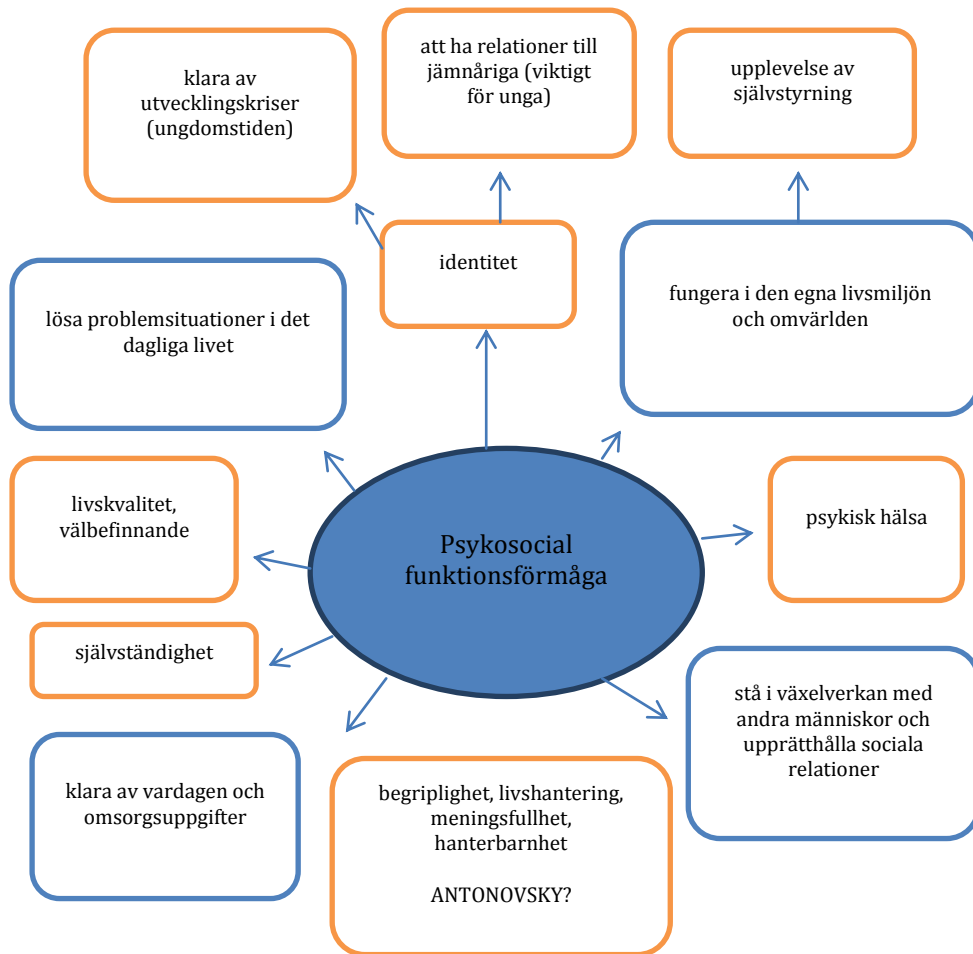 klara av
utvecklingskriser
(ungdomstiden)
att ha relationer till
jämnåriga (viktigt
för unga)
upplevelse av
självstyrning
identitet
lösa problemsituationer i det
dagliga livet
fungera i den egna livsmiljön
och omvärlden
livskvalitet,
välbefinnande
Psykosocial
funktionsförmåga
psykisk hälsa
självständighet
stå i växelverkan med
andra människor och
upprätthålla sociala
relationer
klara av vardagen och
omsorgsuppgifter
begriplighet, livshantering,
meningsfullhet,
hanterbarnhet
ANTONOVSKY?